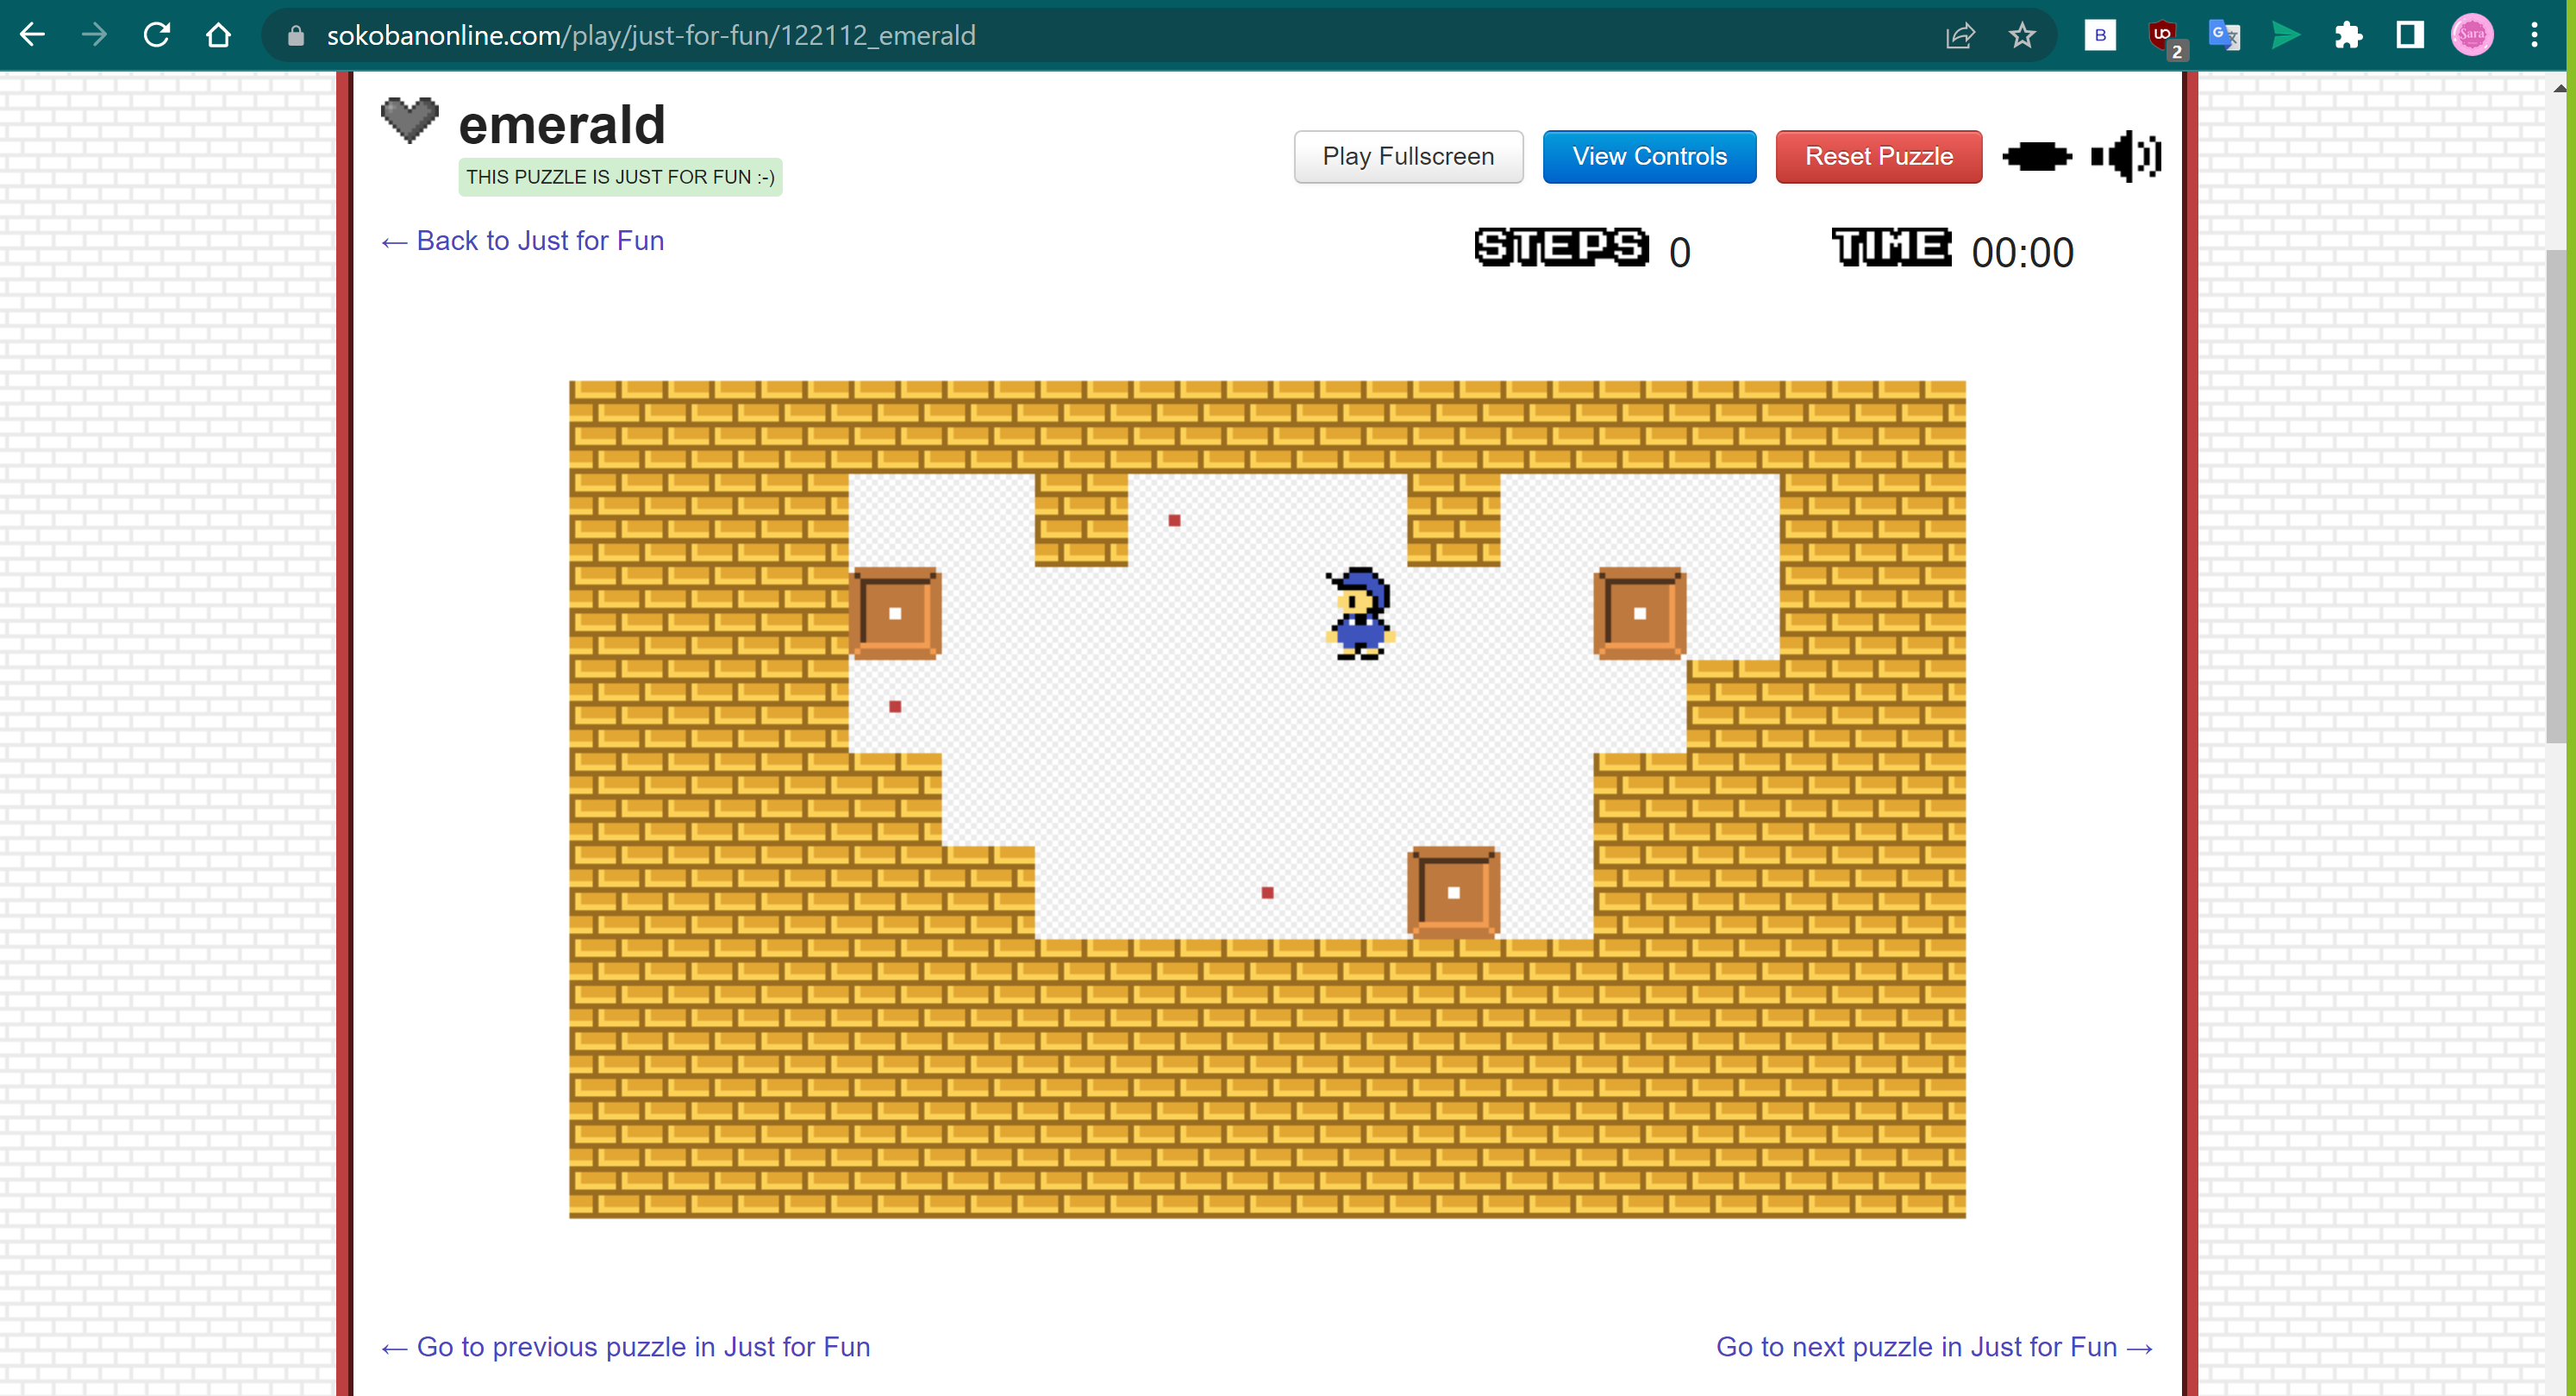 sokobanonline.com/play/just-for-fun/122112_emerald
B
UO
2
G
Sara
emerald
THIS PUZZLE IS JUST FOR FUN :-)
Play Fullscreen
View Controls
Reset Puzzle
← Back to Just for Fun
STEPS 0
TIME 00:00
← Go to previous puzzle in Just for Fun
Go to next puzzle in Just for Fun →